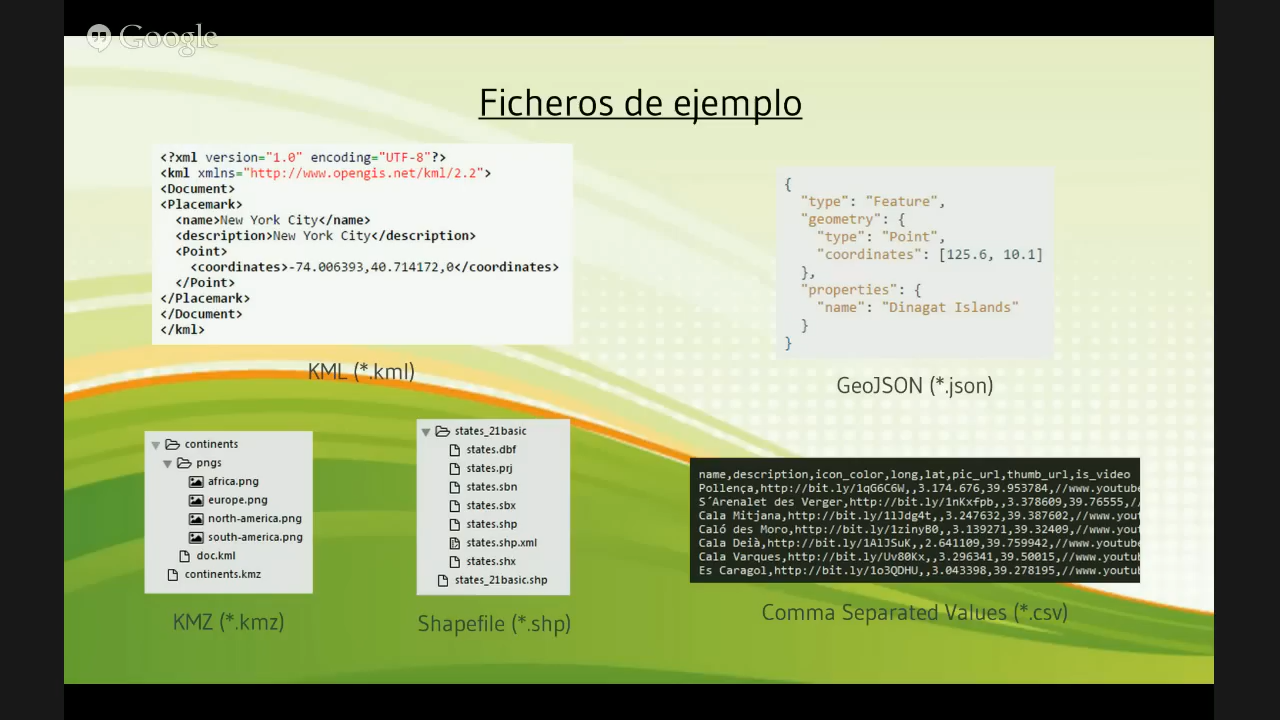 Google
Ficheros de ejemplo
<?xml version="1.0" encoding="UTF-8"?>
<kml xmlns="http://www.opengis.net/kml/2.2">
<Document>
<Placemark>
<name>New York City</name>
<description>New York City</description>
<Point>
<coordinates>-74.006393,40.714172,0</coordinates>
</Point>
</Placemark>
</Document>
</kml>
KML (*.kml)
{
"type": "Feature",
"geometry": {
"type": "Point",
"coordinates": [125.6, 10.1]
},
"properties": {
"name": "Dinagat Islands"
}
}
GeoJSON (*.json)
continents
pngs
africa.png
europe.png
north-america.png
south-america.png
doc.kml
continents.kmz
KMZ (*.kmz)
states_21basic
states.dbf
states.prj
states.sbn
states.sbx
states.shp
states.shp.xml
states.shx
states_21basic.shp
Shapefile (*.shp)
name,description,icon_color,long,lat,pic_url,thumb_url,is_video
Pollença,http://bit.ly/1qG6C6W,,3.174.676,39.953784,//www.youtube
S´Arenalet des Verger,http://bit.ly/1nKxfpb,,3.378609,39.76555,//
Cala Mitjana,http://bit.ly/1lJdg4t,,3.247632,39.387602,//www.yout
Caló des Moro,http://bit.ly/1zinyB0,,3.139271,39.32409,//www.yout
Cala Deià,http://bit.ly/1AlJSuK,,2.641109,39.759942,//www.youtube
Cala Varques,http://bit.ly/Uv80Kx,,3.296341,39.50015,//www.youtub
Es Caragol,http://bit.ly/1o3QDHU,,3.043398,39.278195,//www.youtub
Comma Separated Values (*.csv)